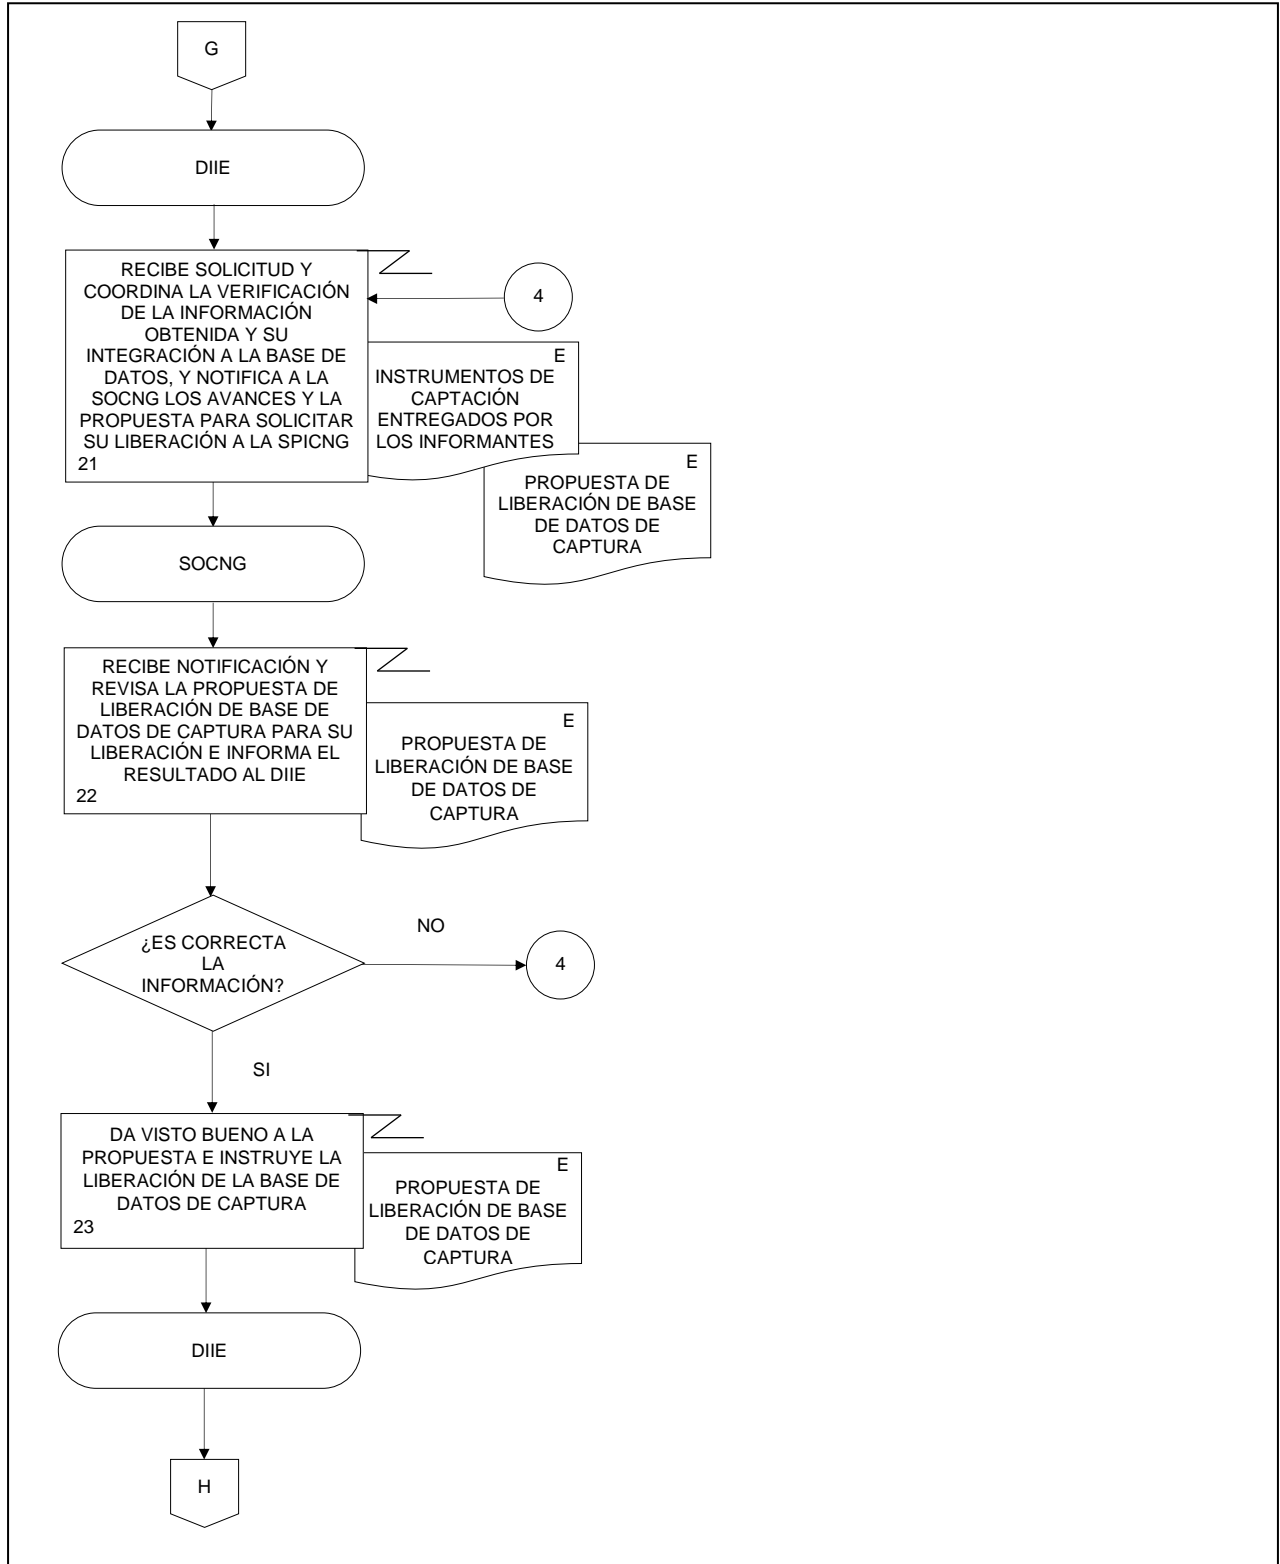 G
DIIE
RECIBE SOLICITUD Y
COORDINA LA VERIFICACIÓN
DE LA INFORMACIÓN
OBTENIDA Y SU
INTEGRACIÓN A LA BASE DE
DATOS, Y NOTIFICA A LA
SOCNG LOS AVANCES Y LA
PROPUESTA PARA SOLICITAR
SU LIBERACIÓN A LA SPICNG
21
4
E
INSTRUMENTOS DE
CAPTACIÓN
ENTREGADOS POR
LOS INFORMANTES
E
PROPUESTA DE
LIBERACIÓN DE BASE
DE DATOS DE
CAPTURA
SOCNG
RECIBE NOTIFICACIÓN Y
REVISA LA PROPUESTA DE
LIBERACIÓN DE BASE DE
DATOS DE CAPTURA PARA SU
LIBERACIÓN E INFORMA EL
RESULTADO AL DIIE
22
E
PROPUESTA DE
LIBERACIÓN DE BASE
DE DATOS DE
CAPTURA
¿ES CORRECTA
LA
INFORMACIÓN?
NO
4
SI
DA VISTO BUENO A LA
PROPUESTA E INSTRUYE LA
LIBERACIÓN DE LA BASE DE
DATOS DE CAPTURA
23
E
PROPUESTA DE
LIBERACIÓN DE BASE
DE DATOS DE
CAPTURA
DIIE
H